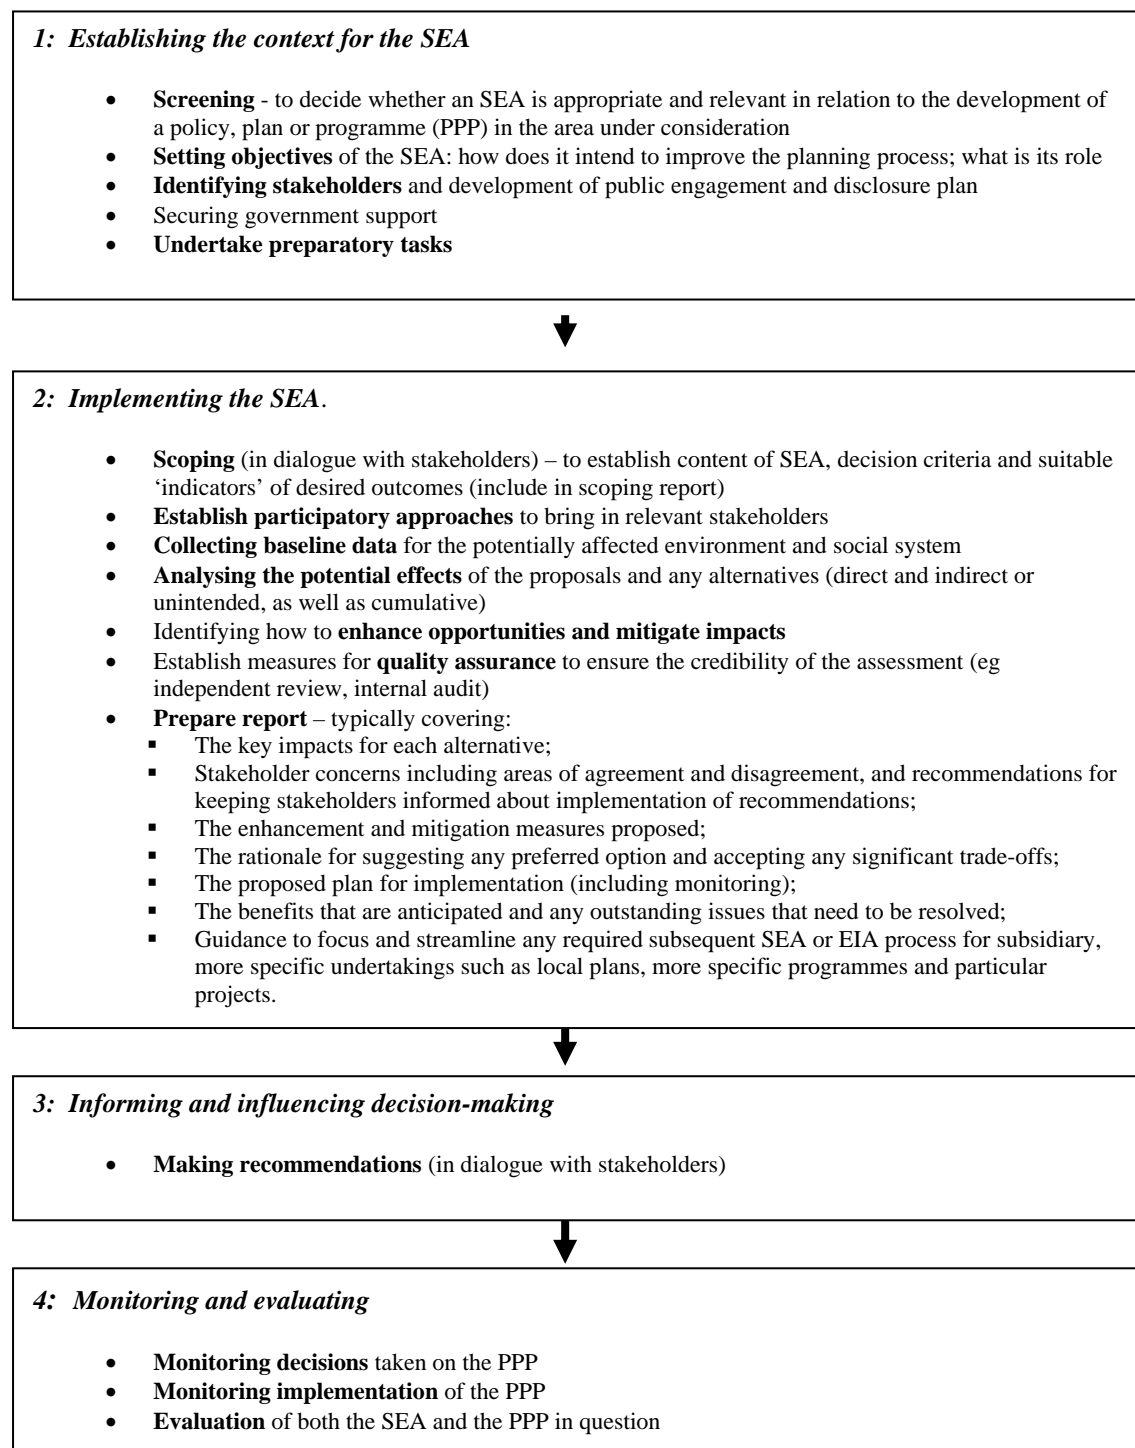 1: Establishing the context for the SEA
• Screening - to decide whether an SEA is appropriate and relevant in relation to the development of
a policy, plan or programme (PPP) in the area under consideration
• Setting objectives of the SEA: how does it intend to improve the planning process; what is its role
• Identifying stakeholders and development of public engagement and disclosure plan
• Securing government support
• Undertake preparatory tasks
2: Implementing the SEA.
• Scoping (in dialogue with stakeholders) – to establish content of SEA, decision criteria and suitable
‘indicators’ of desired outcomes (include in scoping report)
• Establish participatory approaches to bring in relevant stakeholders
• Collecting baseline data for the potentially affected environment and social system
• Analysing the potential effects of the proposals and any alternatives (direct and indirect or
unintended, as well as cumulative)
• Identifying how to enhance opportunities and mitigate impacts
• Establish measures for quality assurance to ensure the credibility of the assessment (eg
independent review, internal audit)
• Prepare report – typically covering:
▪ The key impacts for each alternative;
▪ Stakeholder concerns including areas of agreement and disagreement, and recommendations for
keeping stakeholders informed about implementation of recommendations;
▪ The enhancement and mitigation measures proposed;
▪ The rationale for suggesting any preferred option and accepting any significant trade-offs;
▪ The proposed plan for implementation (including monitoring);
▪ The benefits that are anticipated and any outstanding issues that need to be resolved;
▪ Guidance to focus and streamline any required subsequent SEA or EIA process for subsidiary,
more specific undertakings such as local plans, more specific programmes and particular
projects.
3: Informing and influencing decision-making
• Making recommendations (in dialogue with stakeholders)
4: Monitoring and evaluating
• Monitoring decisions taken on the PPP
• Monitoring implementation of the PPP
• Evaluation of both the SEA and the PPP in question